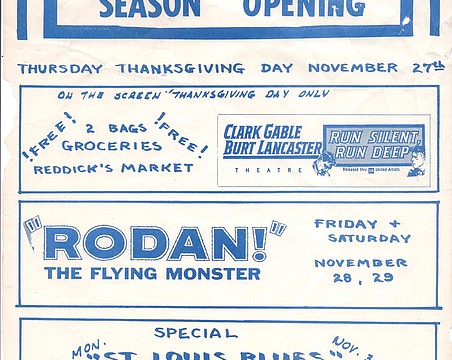 SEASON OPENING
THURSDAY THANKSGIVING DAY NOVEMBER 27th
ON THE SCREEN "THANKSGIVING DAY ONLY
!FREE! 2 BAGS !FREE!
GROCERIES
REDDICK'S MARKET
CLARK GABLE
BURT LANCASTER
THEATRE
RUN SILENT,
RUN DEEP
Released thru UA United Artists
"RODAN!"
THE FLYING MONSTER
FRIDAY +
SATURDAY
NOVEMBER
28, 29
SPECIAL
MON. "ST. LOUIS BLUES" NOV.